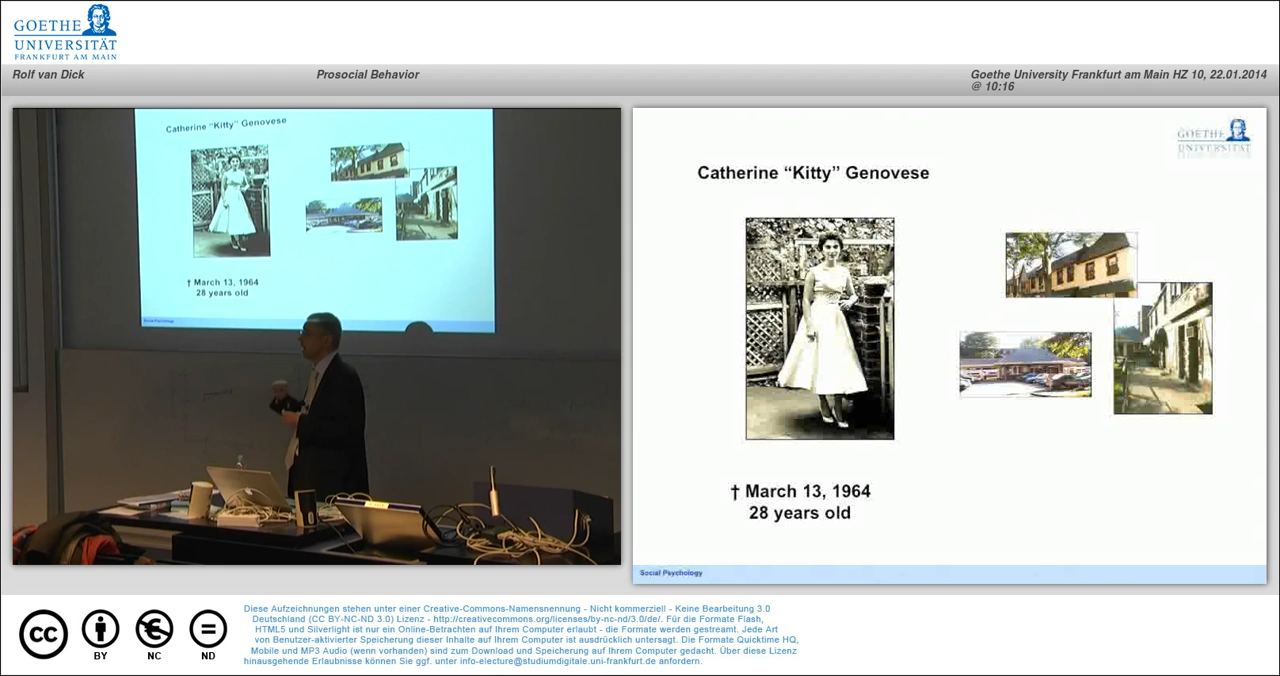 GOETHE
UNIVERSITÄT
FRANKFURT AM MAIN
Rolf van Dick
Prosocial Behavior
Goethe University Frankfurt am Main HZ 10, 22.01.2014
@ 10:16
Catherine “Kitty” Genovese
† March 13, 1964
28 years old
Social Psychology
GOETHE
UNIVERSITÄT
Catherine “Kitty” Genovese
† March 13, 1964
28 years old
Social Psychology
cc
BY
NC
ND
Diese Aufzeichnungen stehen unter einer Creative-Commons-Namensnennung - Nicht kommerziell - Keine Bearbeitung 3.0
Deutschland (CC BY-NC-ND 3.0) Lizenz - http://creativecommons.org/licenses/by-nc-nd/3.0/de/. Für die Formate Flash,
HTML5 und Silverlight ist nur ein Online-Betrachten auf Ihrem Computer erlaubt - die Formate werden gestreamt. Jede Art
von Benutzer-aktivierter Speicherung dieser Inhalte auf Ihrem Computer ist ausdrücklich untersagt. Die Formate Quicktime HQ,
Mobile und MP3 Audio (wenn vorhanden) sind zum Download und Speicherung auf Ihrem Computer gedacht. Über diese Lizenz
hinausgehende Erlaubnisse können Sie ggf. unter info-electure@studiumdigitale.uni-frankfurt.de anfordern.